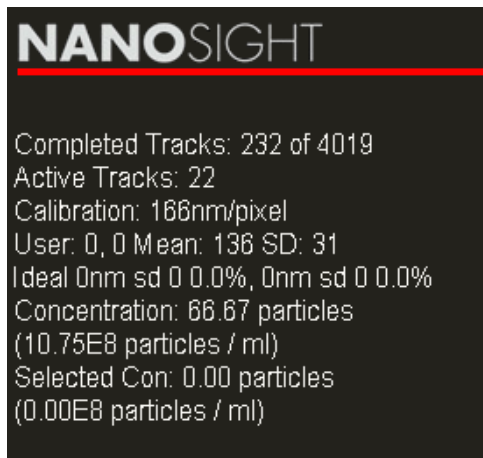 NANOSIGHT
Completed Tracks: 232 of 4019
Active Tracks: 22
Calibration: 166nm/pixel
User: 0, 0 Mean: 136 SD: 31
Ideal 0nm sd 0 0.0%, 0nm sd 0 0.0%
Concentration: 66.67 particles
(10.75E8 particles / ml)
Selected Con: 0.00 particles
(0.00E8 particles / ml)